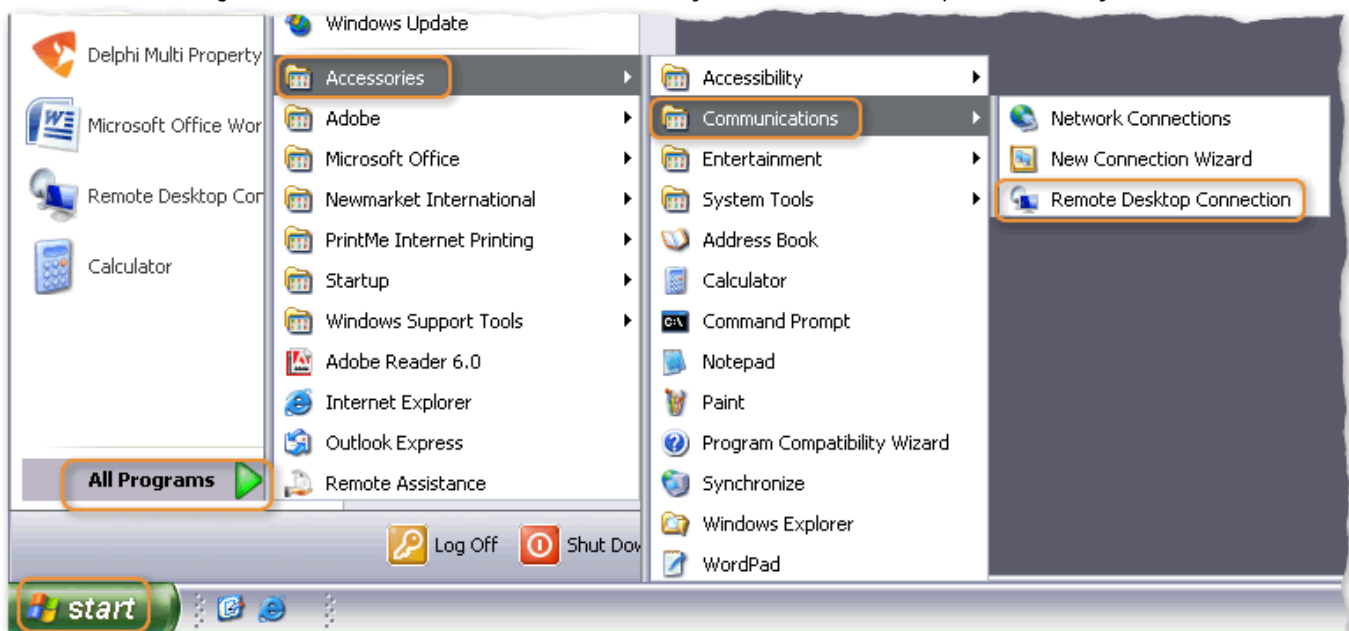 Windows Update
Delphi Multi Property
Microsoft Office Wor
Remote Desktop Cor
Calculator
All Programs
Accessories
Adobe
Microsoft Office
Newmarket International
PrintMe Internet Printing
Startup
Windows Support Tools
Adobe Reader 6.0
Internet Explorer
Outlook Express
Remote Assistance
Accessibility
Communications
Entertainment
System Tools
Address Book
Calculator
Command Prompt
Notepad
Paint
Program Compatibility Wizard
Synchronize
Windows Explorer
WordPad
Network Connections
New Connection Wizard
Remote Desktop Connection
Log Off
Shut Dow
start